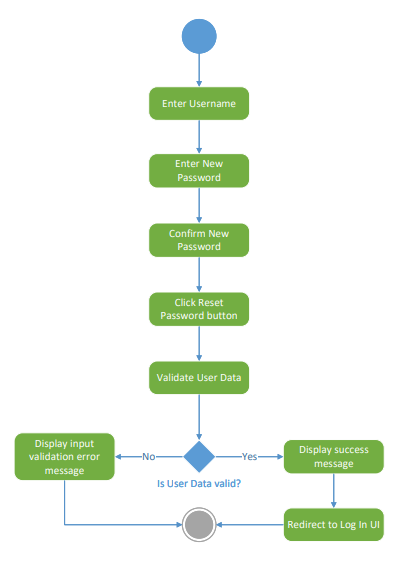 Enter Username
Enter New
Password
Confirm New
Password
Click Reset
Password button
Validate User Data
Display input
validation error
message
No
Yes
Display success
message
Is User Data valid?
Redirect to Log In UI